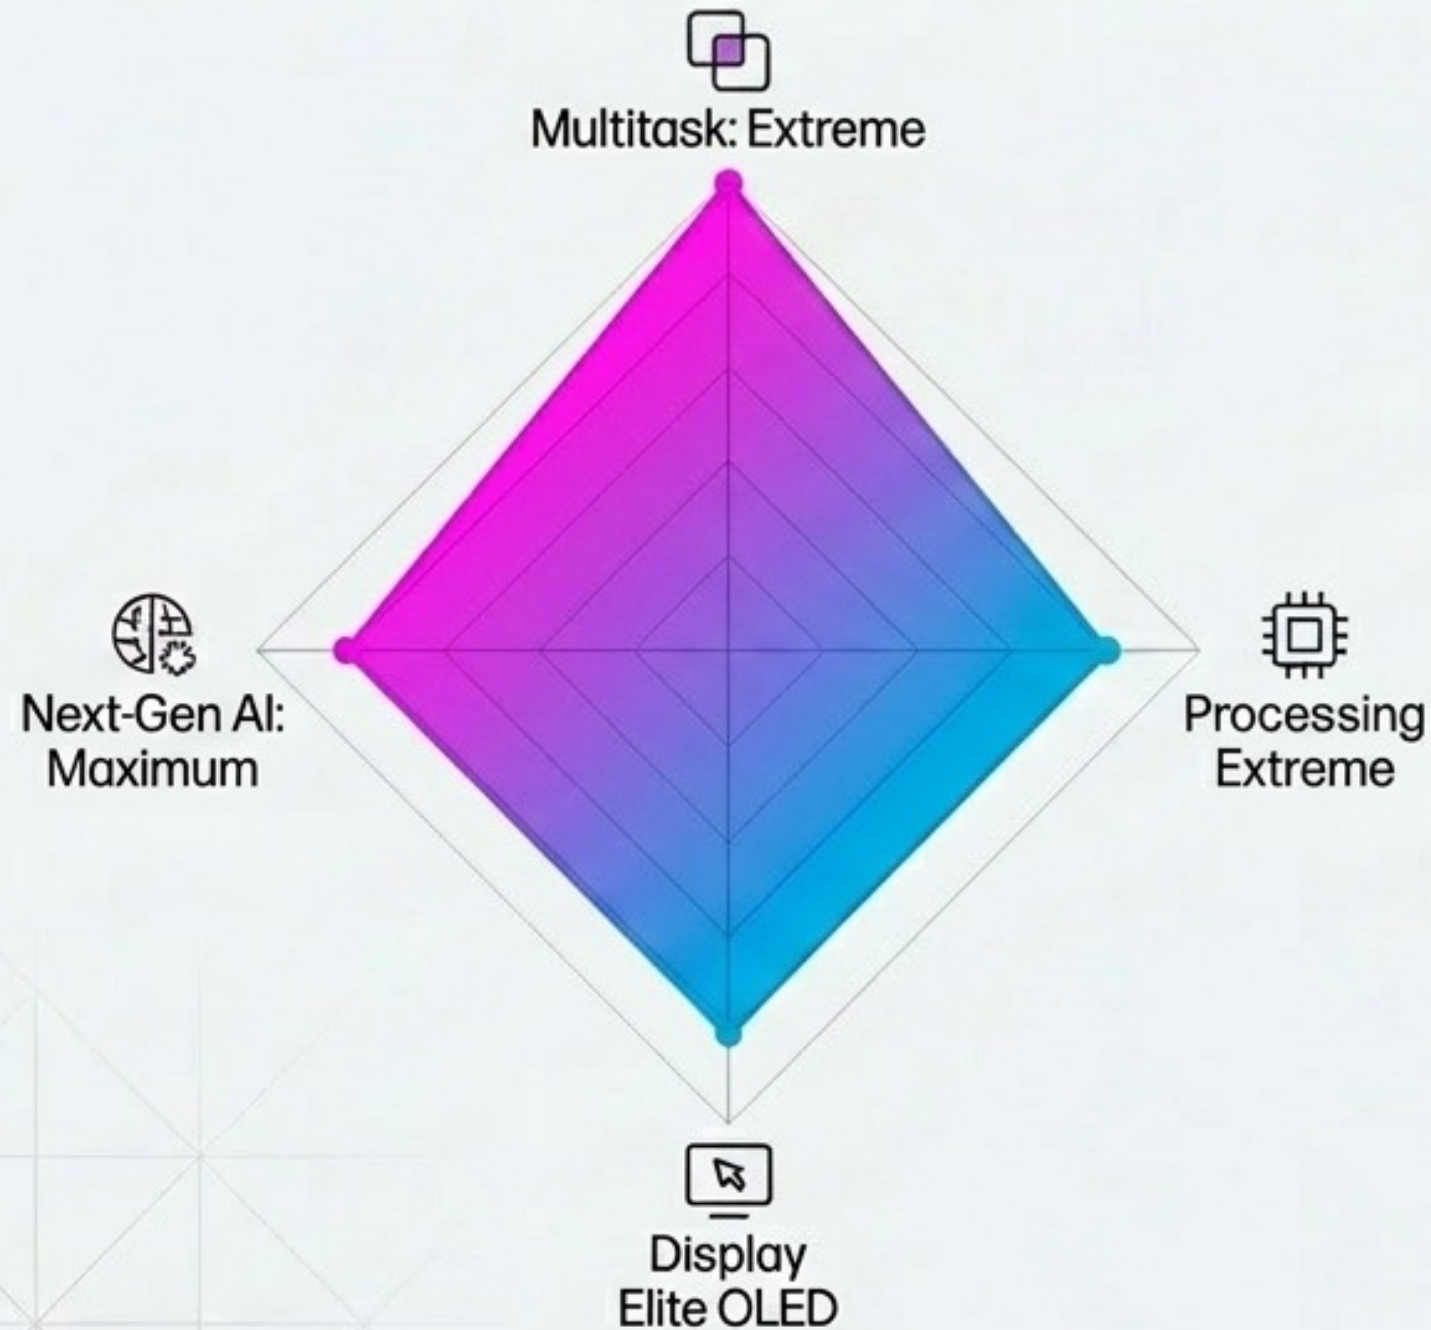 Multitask: Extreme
Next-Gen AI:
Maximum
Processing
Extreme
Display
Elite OLED